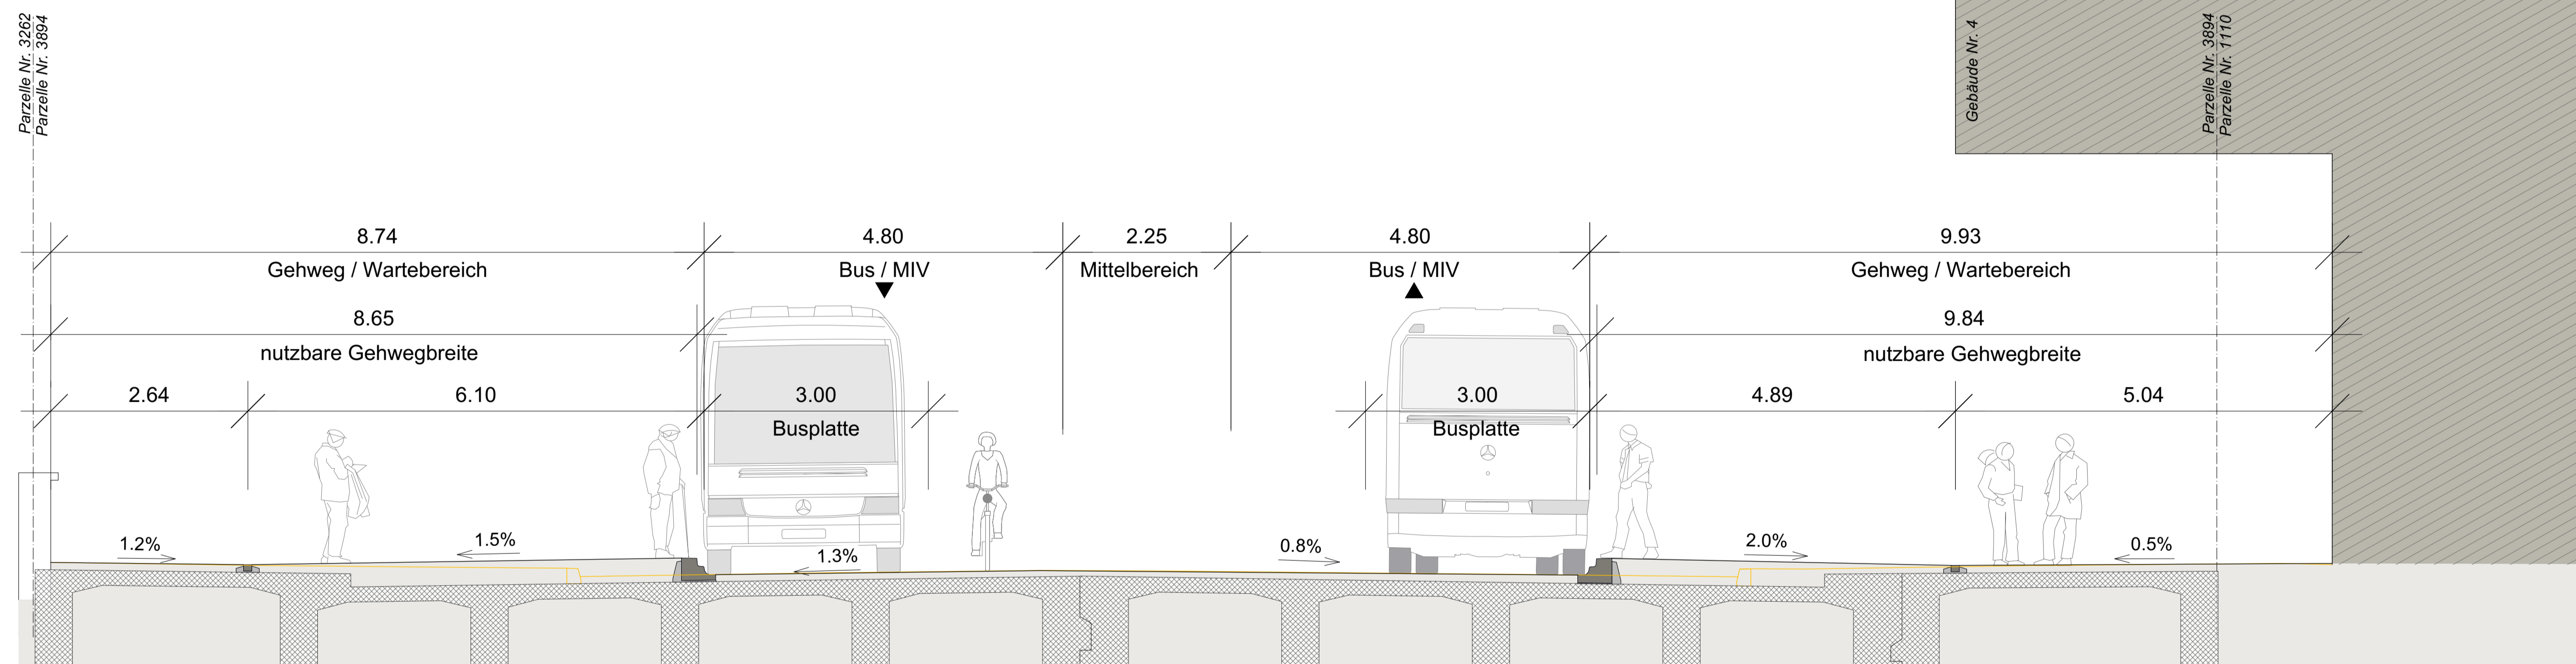 Parzelle Nr. 3262
Parzelle Nr. 3894
Gebäude Nr. 4
Parzelle Nr. 3894
Parzelle Nr. 1110
8.74
4.80
2.25
4.80
9.93
Gehweg / Wartebereich
Bus / MIV
Mittelbereich
Bus / MIV
Gehweg / Wartebereich
8.65
9.84
nutzbare Gehwegbreite
nutzbare Gehwegbreite
2.64
6.10
3.00
3.00
4.89
5.04
Busplatte
Busplatte
1.2%
1.5%
1.3%
0.8%
2.0%
0.5%